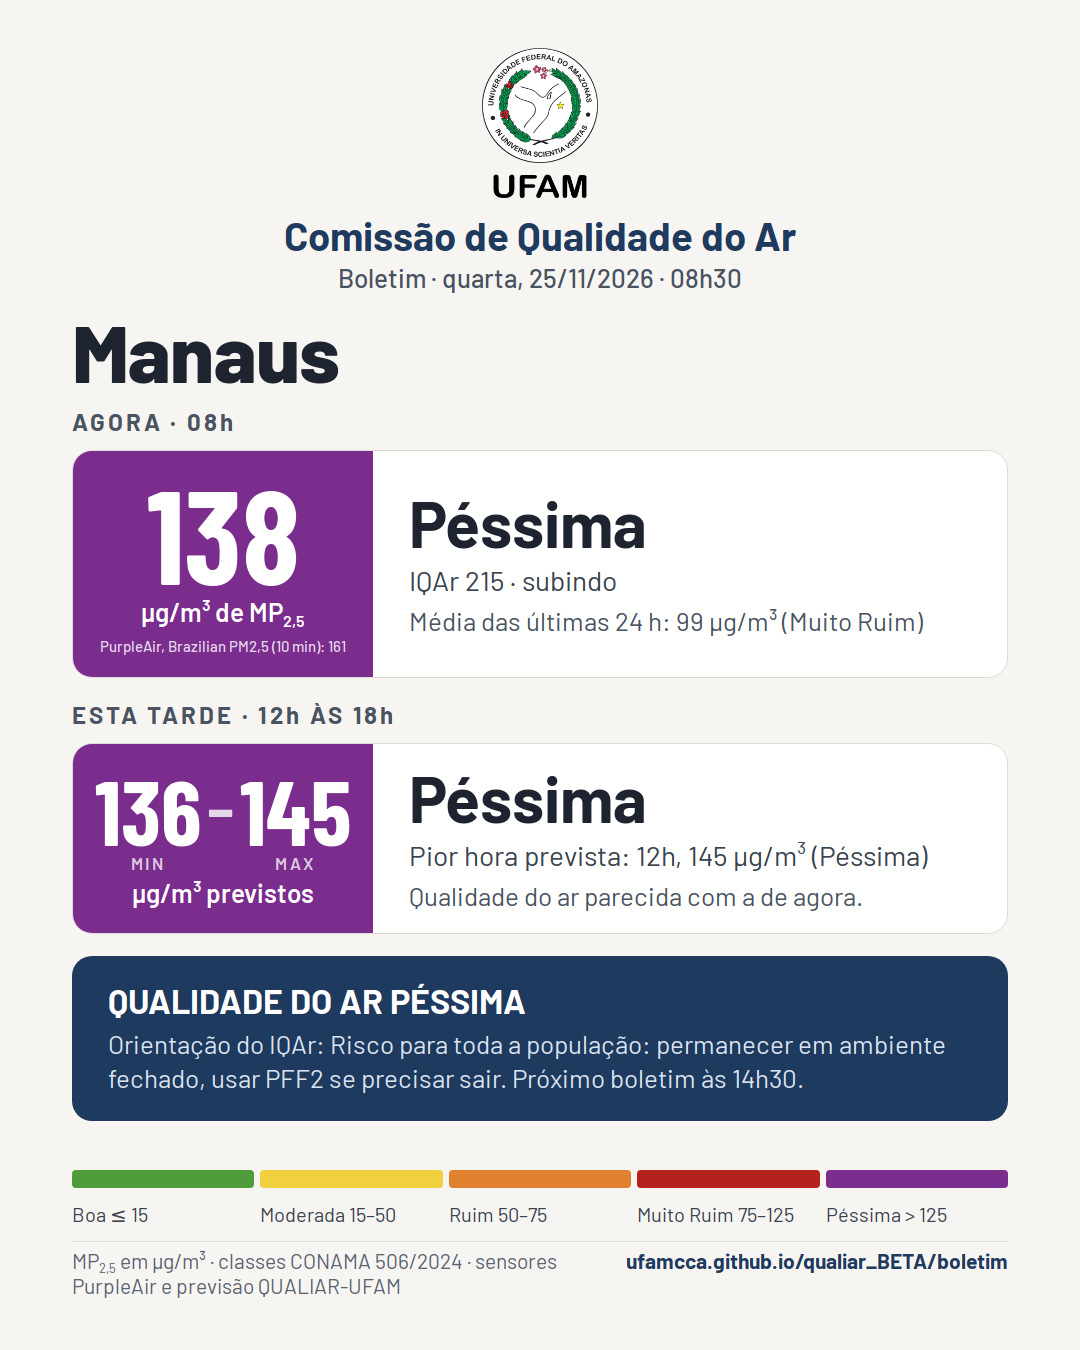 UNIVERSIDADE FEDERAL DO AMAZONAS
IN UNIVERSA SCIENTIA VERITAS
UFAM
Comissão de Qualidade do Ar
Boletim · quarta, 25/11/2026 · 08h30
Manaus
AGORA · 08h
138
µg/m³ de MP2,5
PurpleAir, Brazilian PM2,5 (10 min): 161
Péssima
IQAr 215 · subindo
Média das últimas 24 h: 99 µg/m³ (Muito Ruim)
ESTA TARDE · 12h ÀS 18h
136 – 145
MIN MAX
µg/m³ previstos
Péssima
Pior hora prevista: 12h, 145 µg/m³ (Péssima)
Qualidade do ar parecida com a de agora.
QUALIDADE DO AR PÉSSIMA
Orientação do IQAr: Risco para toda a população: permanecer em ambiente
fechado, usar PFF2 se precisar sair. Próximo boletim às 14h30.
Boa ≤ 15 Moderada 15–50 Ruim 50–75 Muito Ruim 75–125 Péssima > 125
MP2,5 em µg/m³ · classes CONAMA 506/2024 · sensores
PurpleAir e previsão QUALIAR-UFAM
ufamcca.github.io/qualiar_BETA/boletim